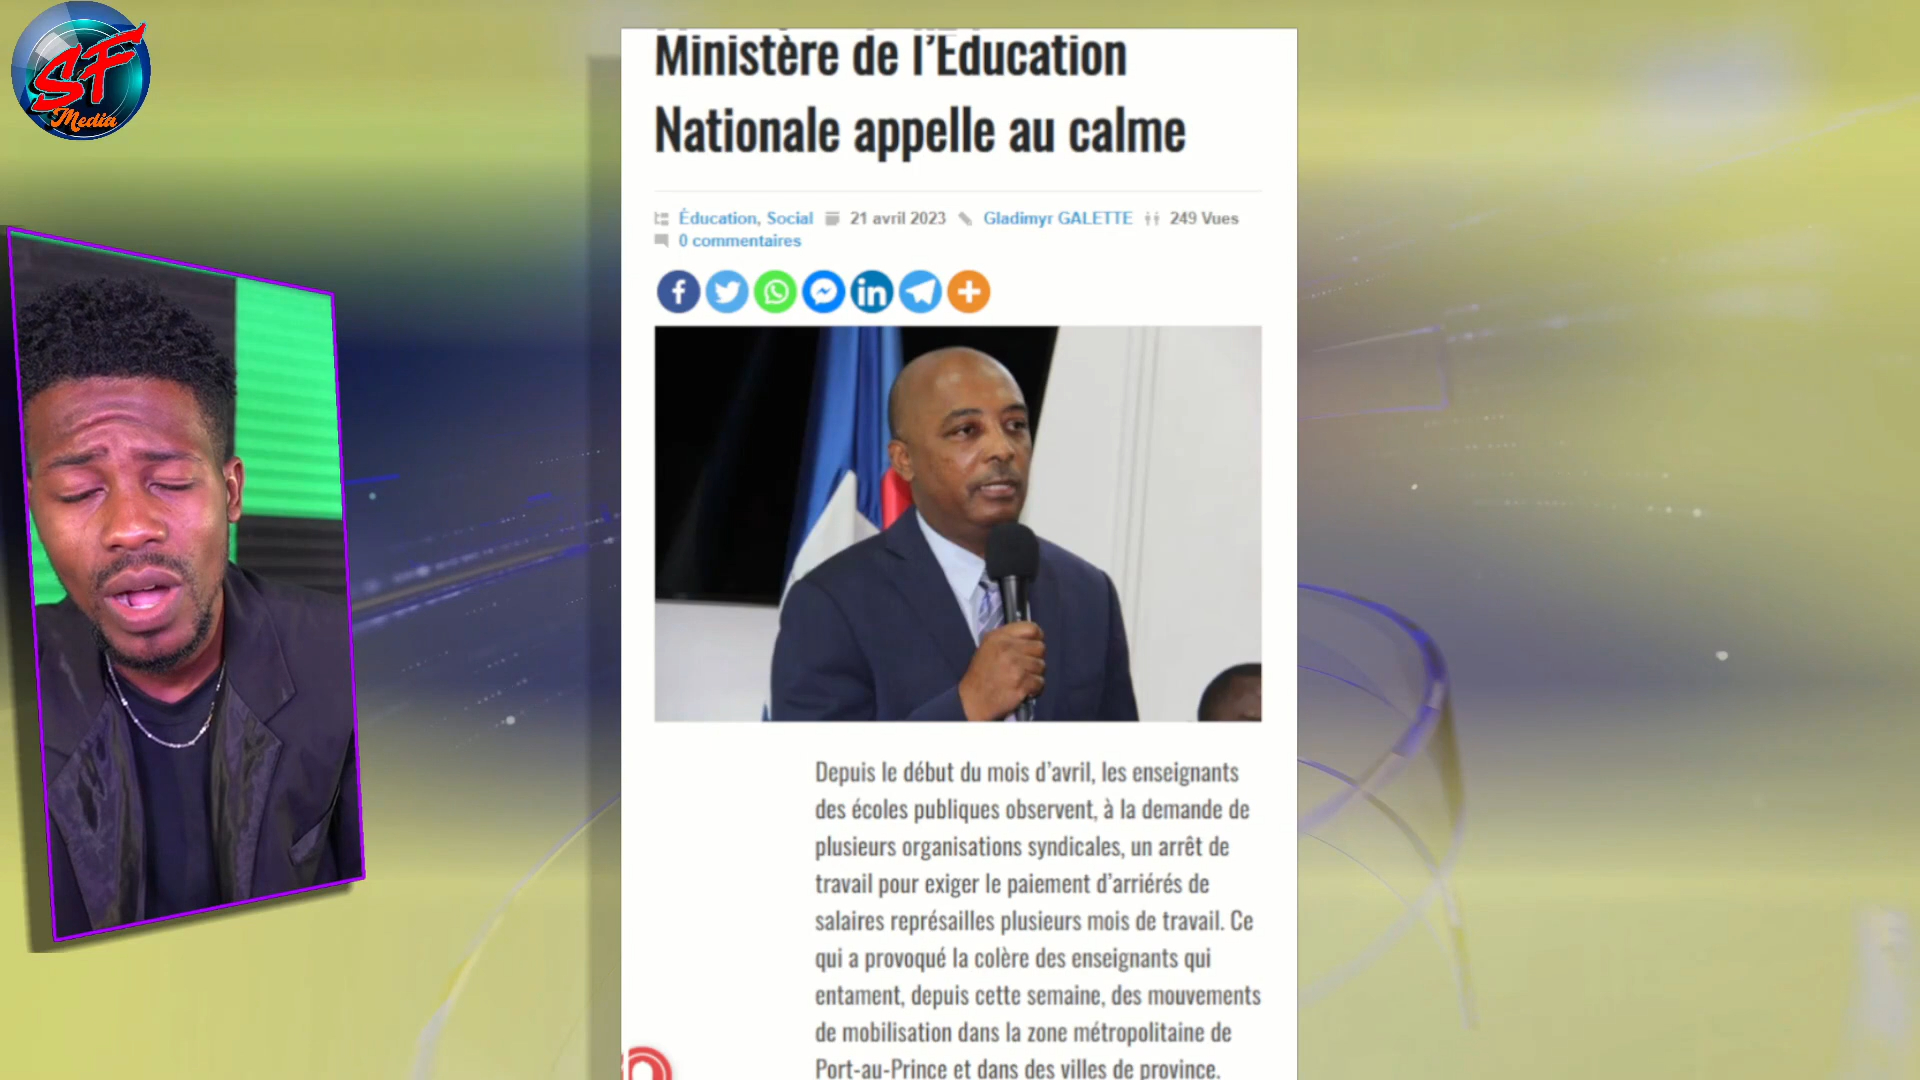 SF
Media
Ministère de l'Education
Nationale appelle au calme
Éducation, Social 21 avril 2023 Gladimyr GALETTE 249 Vues
0 commentaires
Depuis le début du mois d'avril, les enseignants
des écoles publiques observent, à la demande de
plusieurs organisations syndicales, un arrêt de
travail pour exiger le paiement d'arriérés de
salaires représailles plusieurs mois de travail. Ce
qui a provoqué la colère des enseignants qui
entament, depuis cette semaine, des mouvements
de mobilisation dans la zone métropolitaine de
Port-au-Prince et dans des villes de province.